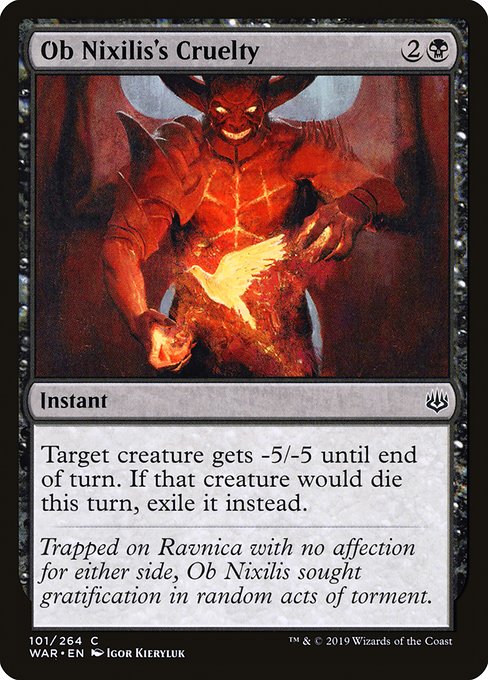 Ob Nixilis's Cruelty 2
Instant
Target creature gets -5/-5 until end
of turn. If that creature would die
this turn, exile it instead.
Trapped on Ravnica with no affection
for either side, Ob Nixilis sought
gratification in random acts of torment.
101/264 C
WAR • EN Igor Kieryluk
™ & © 2019 Wizards of the Coast